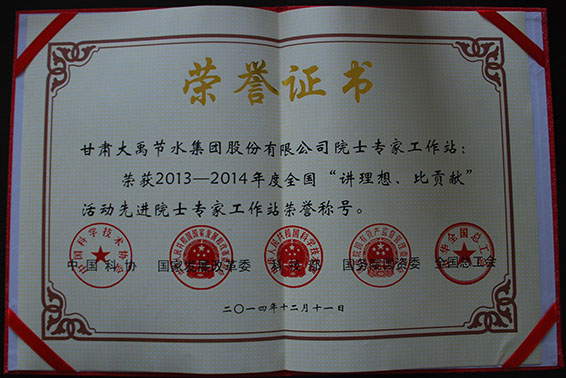 荣誉证书
甘肃大禹节水集团股份有限公司院士专家工作站：
荣获2013—2014年度全国“讲理想、比贡献”
活动先进院士专家工作站荣誉称号。
中国科协 国家发展改革委 科技部 国务院国资委 全国总工会
二〇一四年十二月十一日